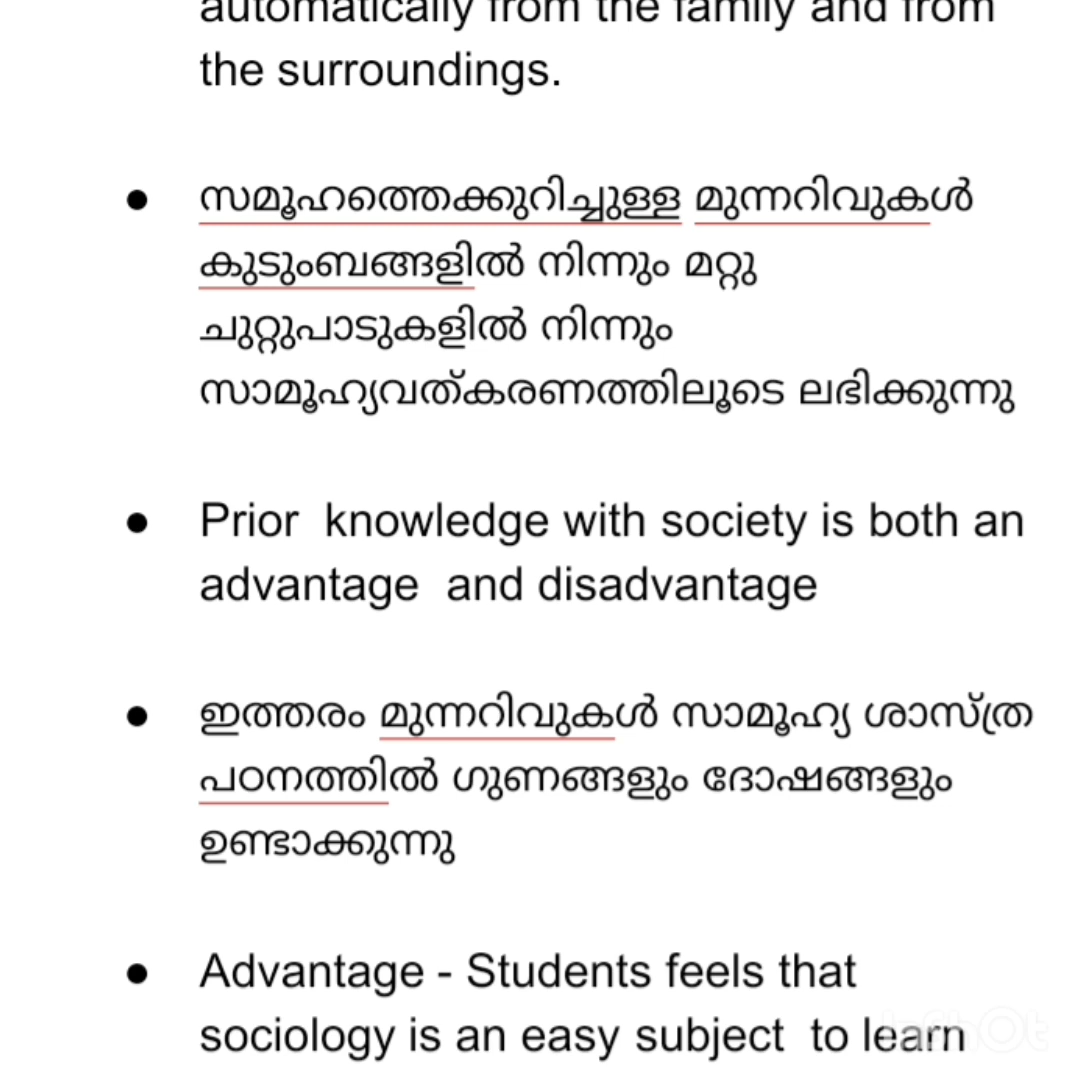 automatically from the family and from
the surroundings.
● സമൂഹത്തെക്കുറിച്ചുള്ള മുന്നറിവുകൾ
കുടുംബങ്ങളിൽ നിന്നും മറ്റു
ചുറ്റുപാടുകളിൽ നിന്നും
സാമൂഹ്യവത്കരണത്തിലൂടെ ലഭിക്കുന്നു
● Prior knowledge with society is both an
advantage and disadvantage
● ഇത്തരം മുന്നറിവുകൾ സാമൂഹ്യ ശാസ്ത്ര
പഠനത്തിൽ ഗുണങ്ങളും ദോഷങ്ങളും
ഉണ്ടാക്കുന്നു
● Advantage - Students feels that
sociology is an easy subject to learn